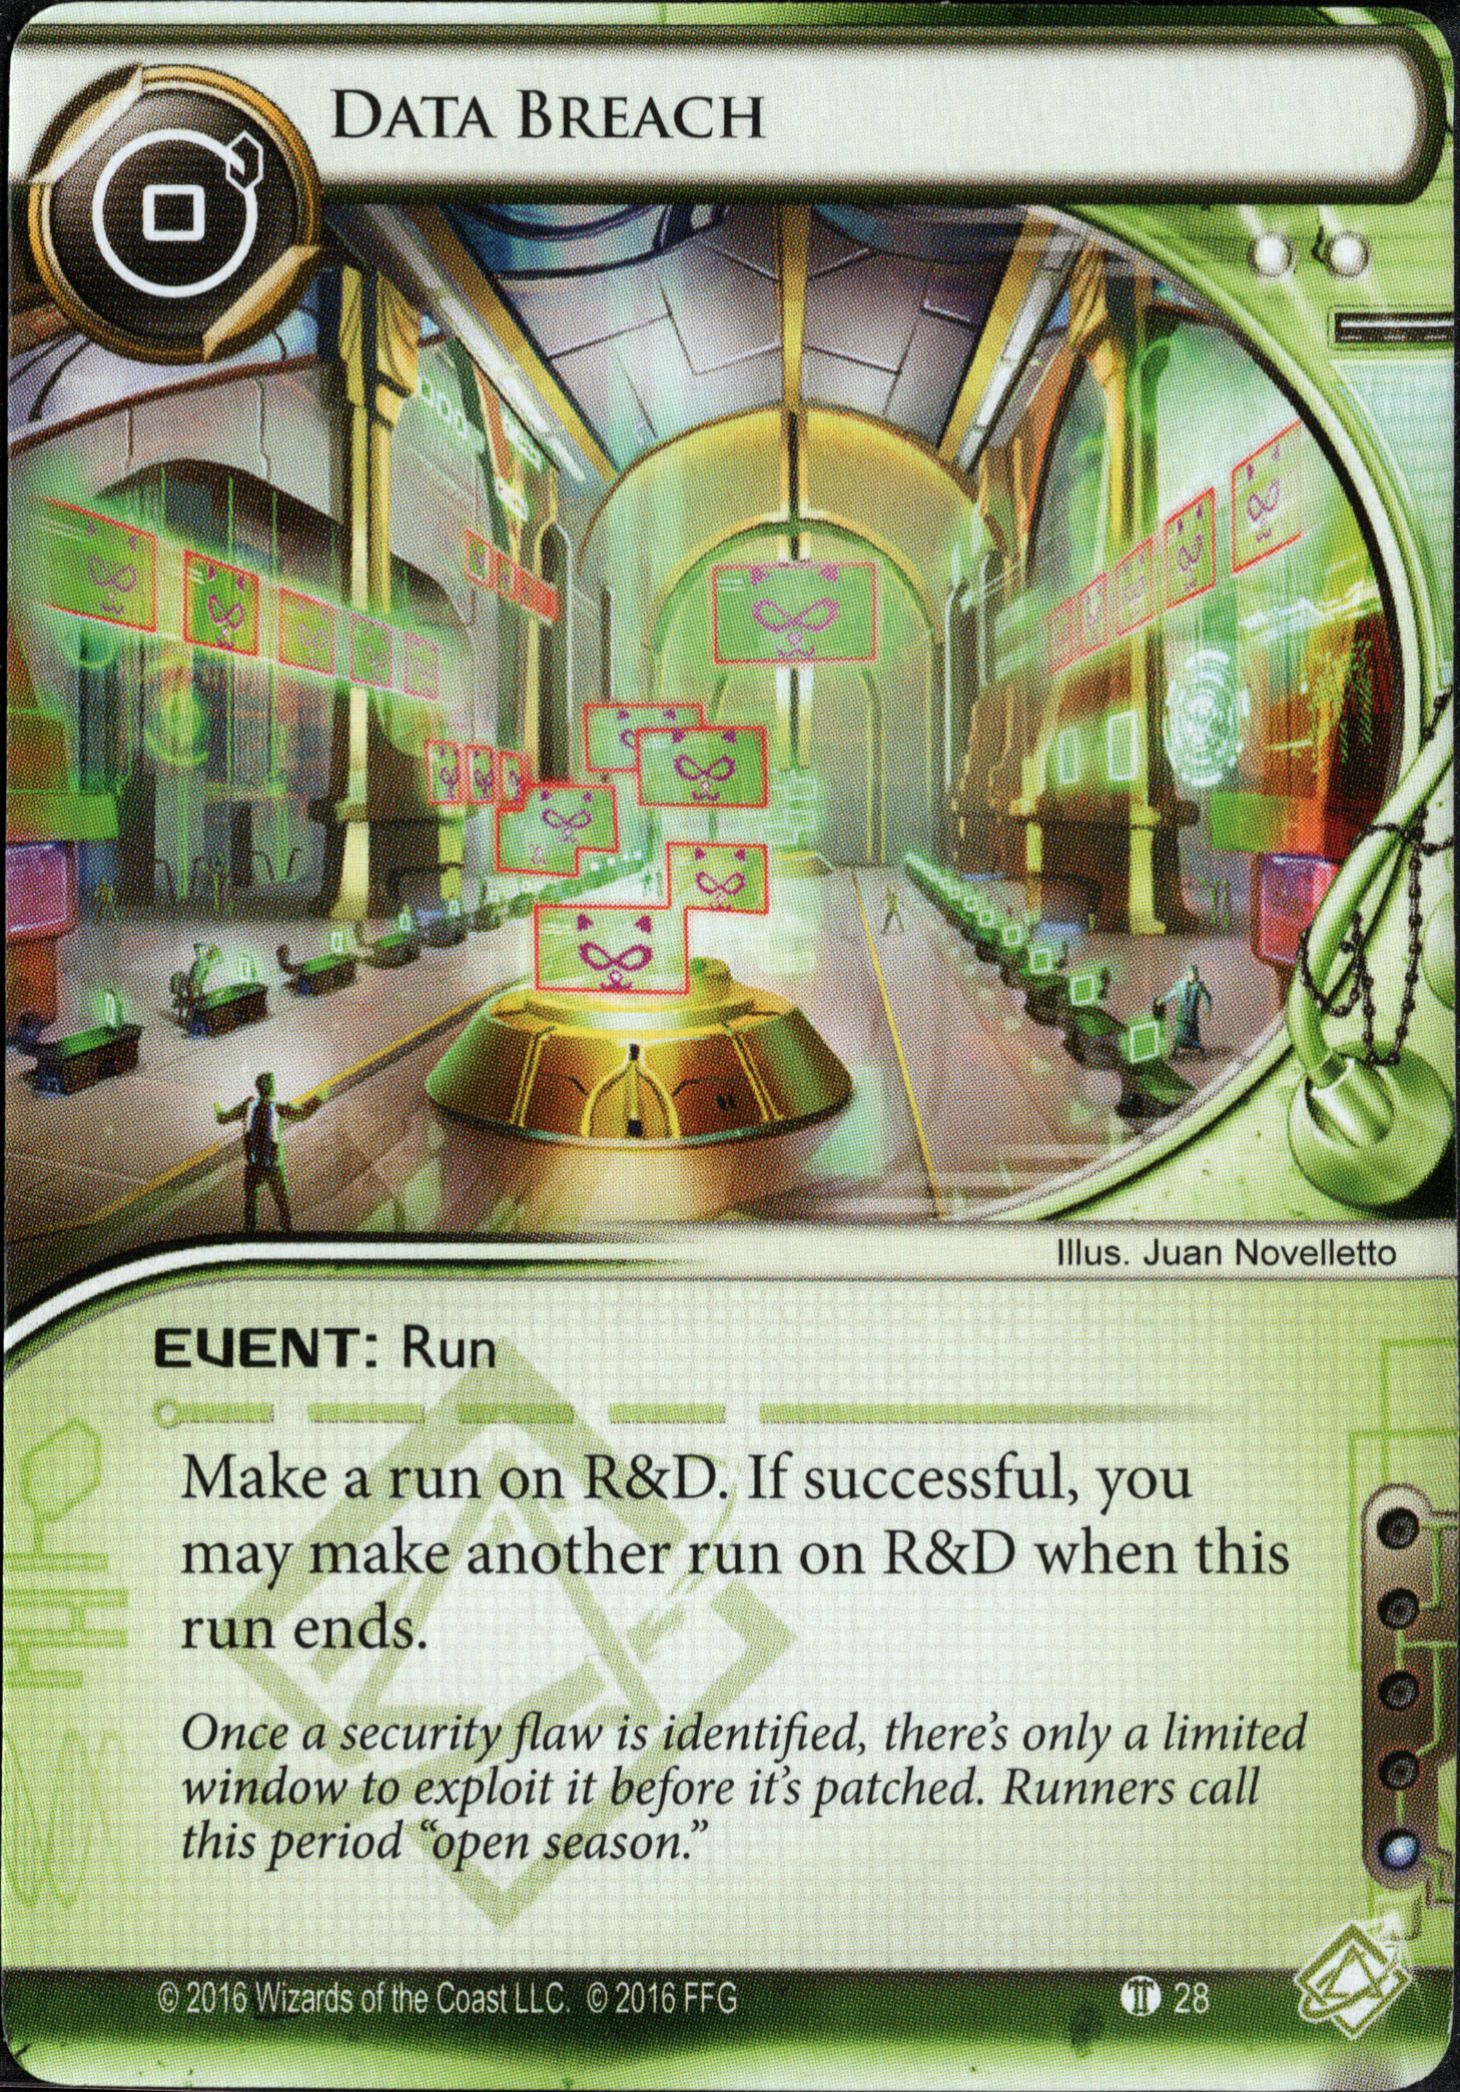 0
DATA BREACH
Illus. Juan Novelletto
EVENT: Run
Make a run on R&D. If successful, you
may make another run on R&D when this
run ends.
Once a security flaw is identified, there's only a limited
window to exploit it before it's patched. Runners call
this period “open season.”
© 2016 Wizards of the Coast LLC. © 2016 FFG
28